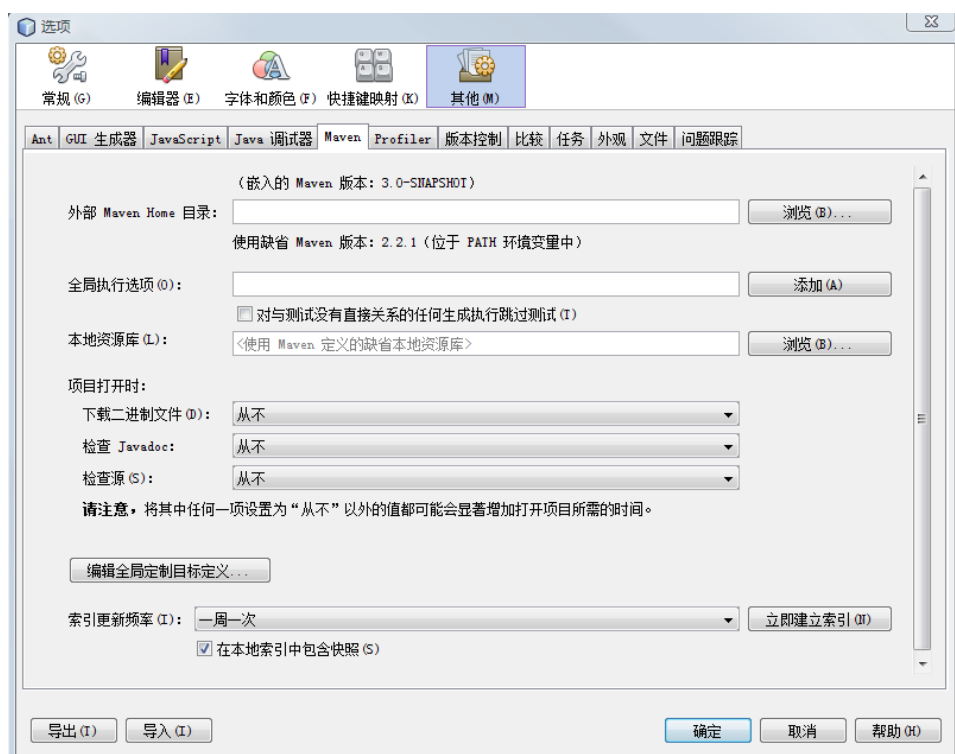 选项
常规(G) 编辑器(E) 字体和颜色(F) 快捷键映射(K) 其他(M)
Ant GUI 生成器 JavaScript Java 调试器 Maven Profiler 版本控制 比较 任务 外观 文件 问题跟踪
(嵌入的 Maven 版本: 3.0-SNAPSHOT)
外部 Maven Home 目录: 浏览(B)...
使用缺省 Maven 版本: 2.2.1(位于 PATH 环境变量中)
全局执行选项(O): 添加(A)
对与测试没有直接关系的任何生成执行跳过测试(T)
本地资源库(L): <使用 Maven 定义的缺省本地资源库> 浏览(B)...
项目打开时:
下载二进制文件(D): 从不
检查 Javadoc: 从不
检查源(S): 从不
请注意，将其中任何一项设置为“从不”以外的值都可能会显著增加打开项目所需的时间。
编辑全局定制目标定义...
索引更新频率(I): 一周一次 立即建立索引(N)
在本地索引中包含快照(S)
导出(I) 导入(I) 确定 取消 帮助(H)